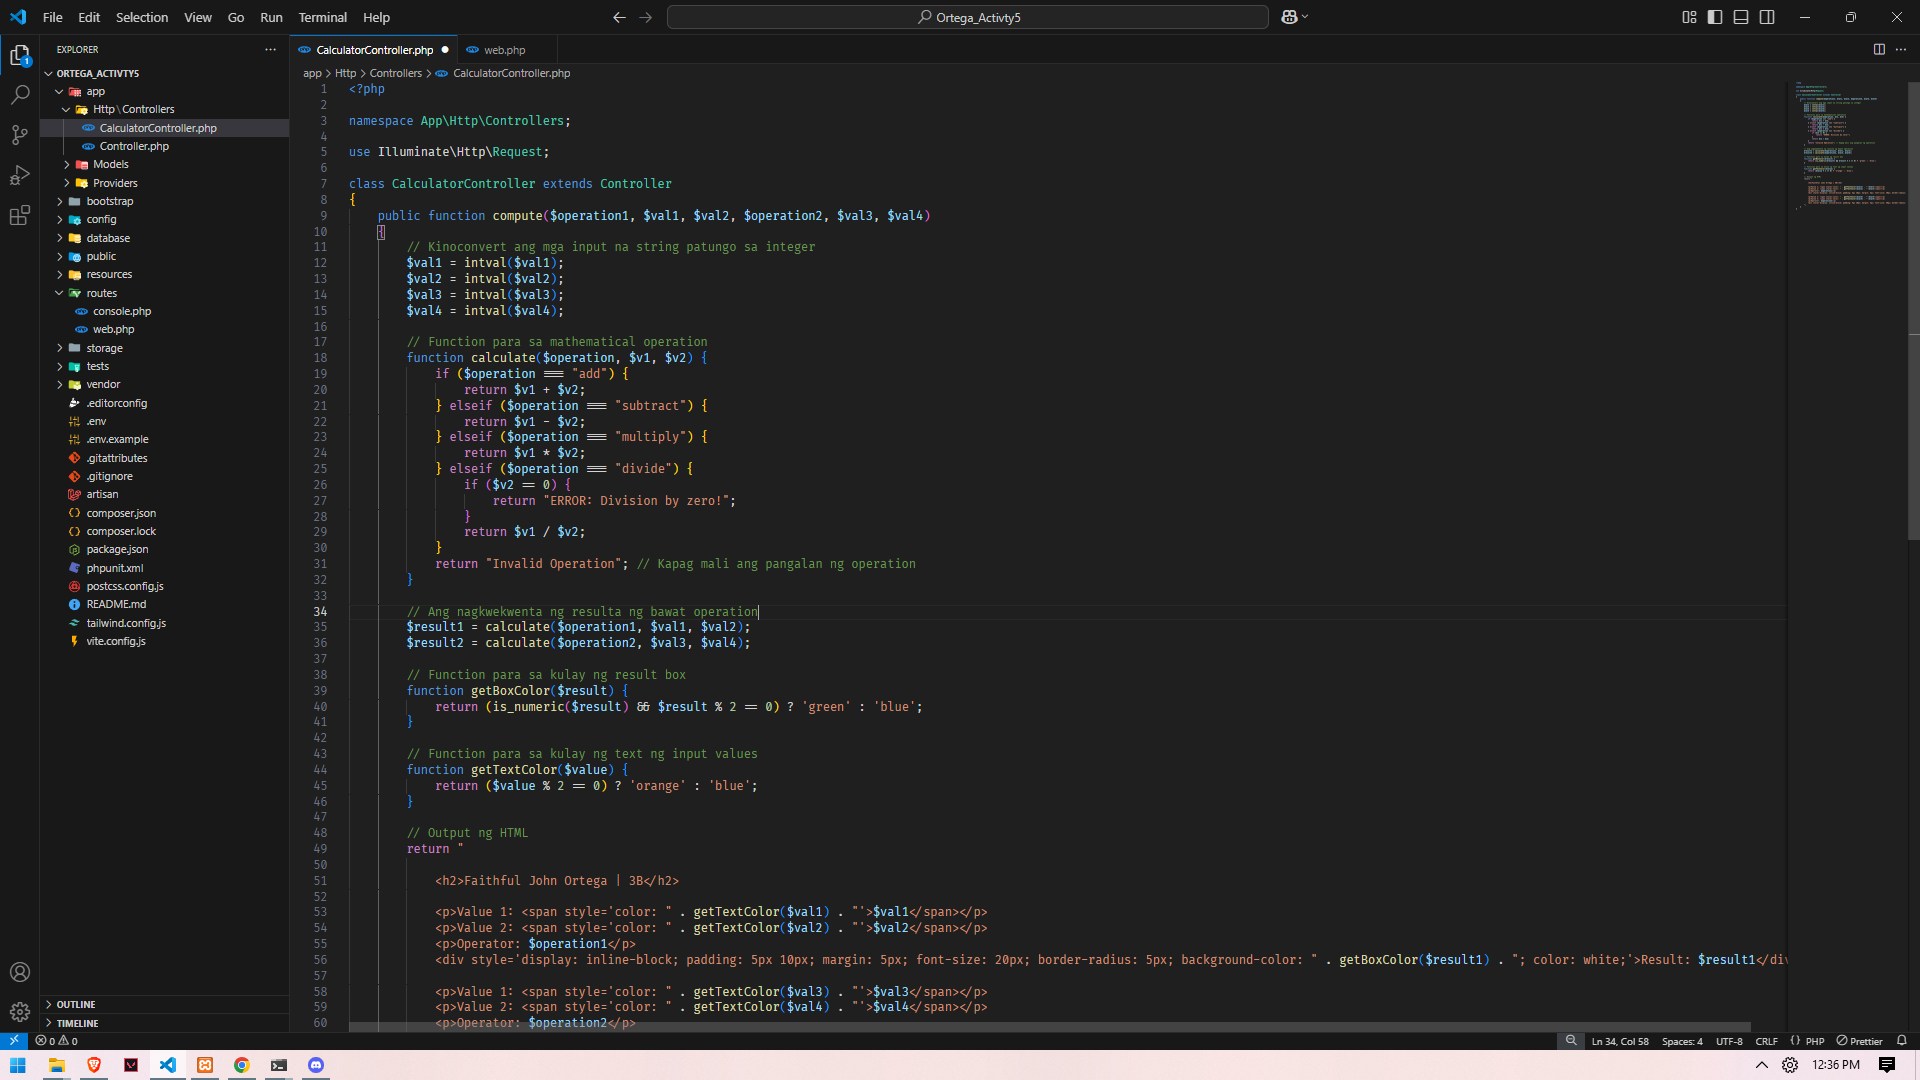 File Edit Selection View Go Run Terminal Help
Ortega_Activty5
EXPLORER
ORTEGA_ACTIVTY5
app
Http \ Controllers
CalculatorController.php
Controller.php
Models
Providers
bootstrap
config
database
public
resources
routes
console.php
web.php
storage
tests
vendor
.editorconfig
.env
.env.example
.gitattributes
.gitignore
artisan
composer.json
composer.lock
package.json
phpunit.xml
postcss.config.js
README.md
tailwind.config.js
vite.config.js
OUTLINE
TIMELINE
CalculatorController.php
web.php
app > Http > Controllers > CalculatorController.php
1 <?php
2
3 namespace App\Http\Controllers;
4
5 use Illuminate\Http\Request;
6
7 class CalculatorController extends Controller
8 {
9 public function compute($operation1, $val1, $val2, $operation2, $val3, $val4)
10 {
11 // Kinoconvert ang mga input na string patungo sa integer
12 $val1 = intval($val1);
13 $val2 = intval($val2);
14 $val3 = intval($val3);
15 $val4 = intval($val4);
16
17 // Function para sa mathematical operation
18 function calculate($operation, $v1, $v2) {
19 if ($operation === "add") {
20 return $v1 + $v2;
21 } elseif ($operation === "subtract") {
22 return $v1 - $v2;
23 } elseif ($operation === "multiply") {
24 return $v1 * $v2;
25 } elseif ($operation === "divide") {
26 if ($v2 == 0) {
27 return "ERROR: Division by zero!";
28 }
29 return $v1 / $v2;
30 }
31 return "Invalid Operation"; // Kapag mali ang pangalan ng operation
32 }
33
34 // Ang nagkwekwenta ng resulta ng bawat operation
35 $result1 = calculate($operation1, $val1, $val2);
36 $result2 = calculate($operation2, $val3, $val4);
37
38 // Function para sa kulay ng result box
39 function getBoxColor($result) {
40 return (is_numeric($result) && $result % 2 == 0) ? 'green' : 'blue';
41 }
42
43 // Function para sa kulay ng text ng input values
44 function getTextColor($value) {
45 return ($value % 2 == 0) ? 'orange' : 'blue';
46 }
47
48 // Output ng HTML
49 return "
50
51 <h2>Faithful John Ortega | 3B</h2>
52
53 <p>Value 1: <span style='color: " . getTextColor($val1) . "'>$val1</span></p>
54 <p>Value 2: <span style='color: " . getTextColor($val2) . "'>$val2</span></p>
55 <p>Operator: $operation1</p>
56 <div style='display: inline-block; padding: 5px 10px; margin: 5px; font-size: 20px; border-radius: 5px; background-color: " . getBoxColor($result1) . "; color: white;'>Result: $result1</div
57
58 <p>Value 1: <span style='color: " . getTextColor($val3) . "'>$val3</span></p>
59 <p>Value 2: <span style='color: " . getTextColor($val4) . "'>$val4</span></p>
60 <p>Operator: $operation2</p>
0 0 Ln 34, Col 58 Spaces: 4 UTF-8 CRLF {} PHP Prettier
12:36 PM